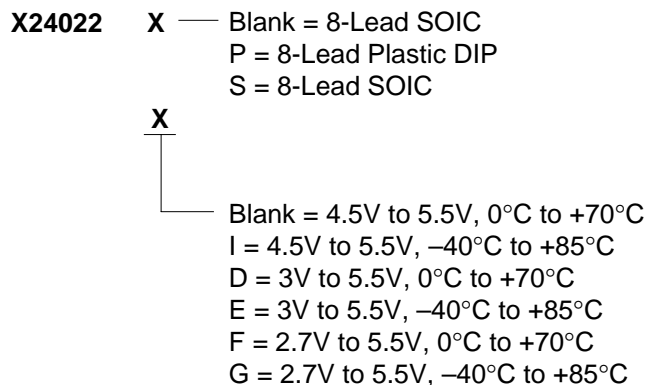 X24022 X Blank = 8-Lead SOIC
P = 8-Lead Plastic DIP
S = 8-Lead SOIC
X
Blank = 4.5V to 5.5V, 0°C to +70°C
I = 4.5V to 5.5V, –40°C to +85°C
D = 3V to 5.5V, 0°C to +70°C
E = 3V to 5.5V, –40°C to +85°C
F = 2.7V to 5.5V, 0°C to +70°C
G = 2.7V to 5.5V, –40°C to +85°C